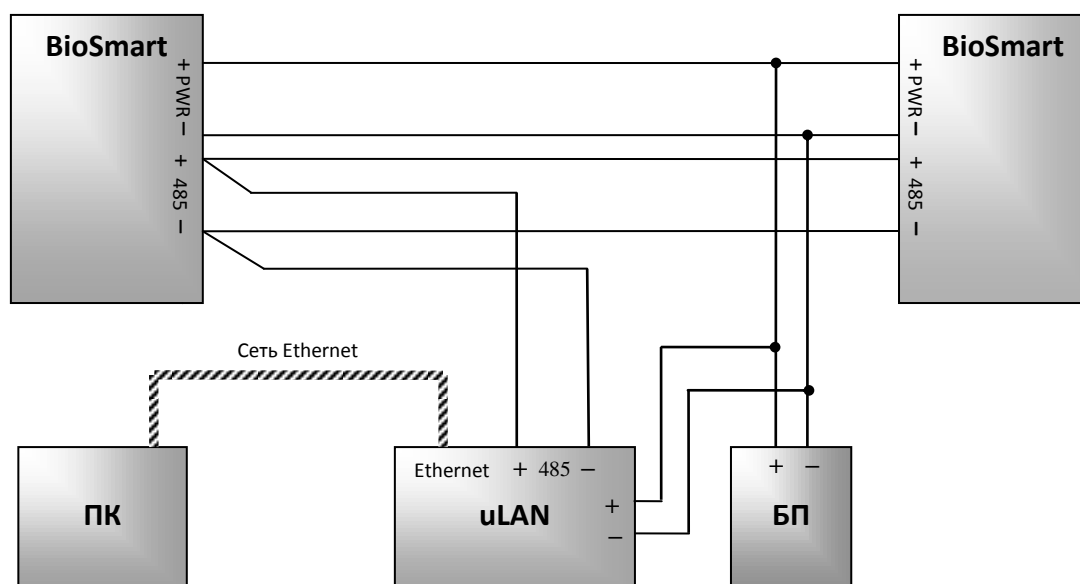 BioSmart
+ PWR −
+ 485 −
BioSmart
+ PWR −
+ 485 −
Сеть Ethernet
ПК
Ethernet + 485 −
uLAN
+
−
+ −
БП